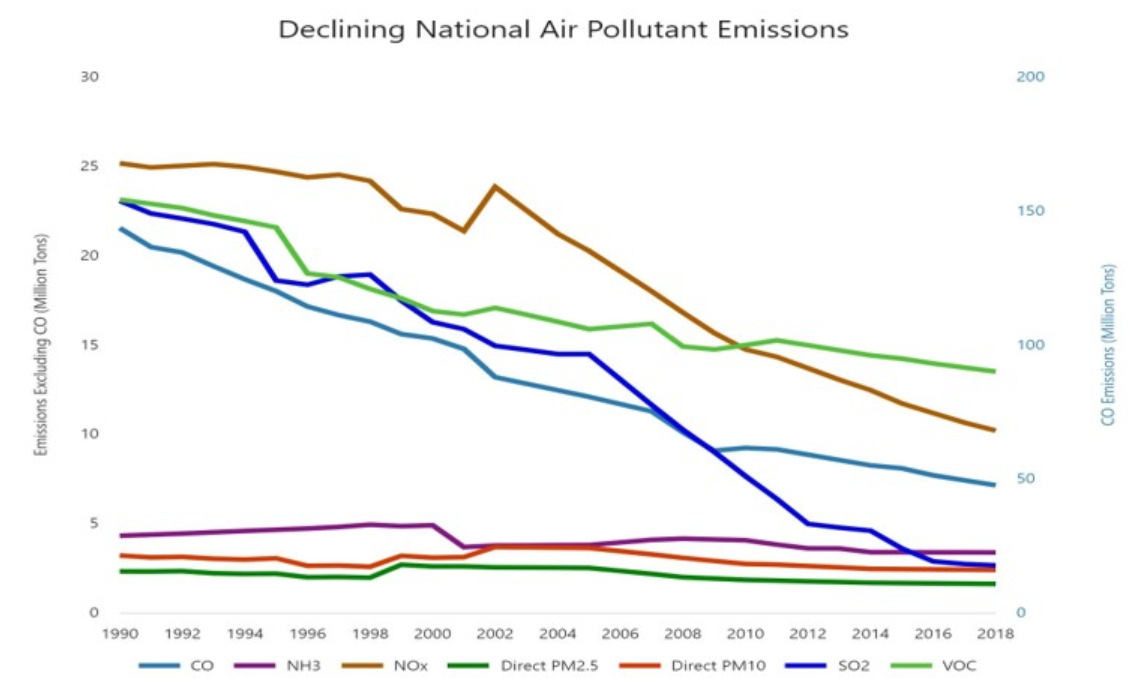 Declining National Air Pollutant Emissions
30
25
20
15
10
5
0
Emissions Excluding CO (Million Tons)
200
150
100
50
0
CO Emissions (Million Tons)
1990 1992 1994 1996 1998 2000 2002 2004 2006 2008 2010 2012 2014 2016 2018
CO NH3 NOx Direct PM2.5 Direct PM10 SO2 VOC